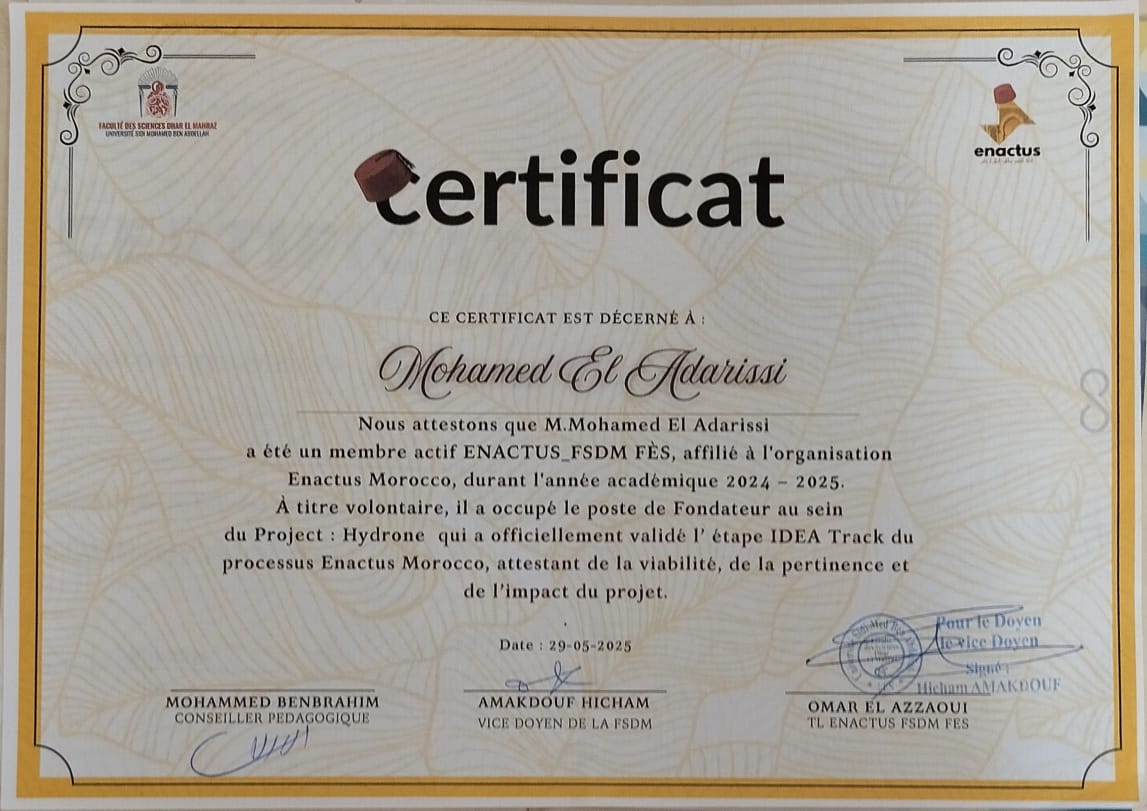 FACULTÉ DES SCIENCES DHAR EL MAHRAZ
UNIVERSITÉ SIDI MOHAMED BEN ABDELLAH
enactus
Certificat
CE CERTIFICAT EST DÉCERNÉ À :
Mohamed El Adarissi
Nous attestons que M.Mohamed El Adarissi
a été un membre actif ENACTUS_FSDM FÈS, affilié à l'organisation
Enactus Morocco, durant l'année académique 2024 – 2025.
À titre volontaire, il a occupé le poste de Fondateur au sein
du Project : Hydrone qui a officiellement validé l' étape IDEA Track du
processus Enactus Morocco, attestant de la viabilité, de la pertinence et
de l'impact du projet.
Date : 29-05-2025
Pour le Doyen
le vice Doyen
Signé :
Hicham AMAKDOUF
MOHAMMED BENBRAHIM
CONSEILLER PEDAGOGIQUE
AMAKDOUF HICHAM
VICE DOYEN DE LA FSDM
OMAR EL AZZAOUI
TL ENACTUS FSDM FES